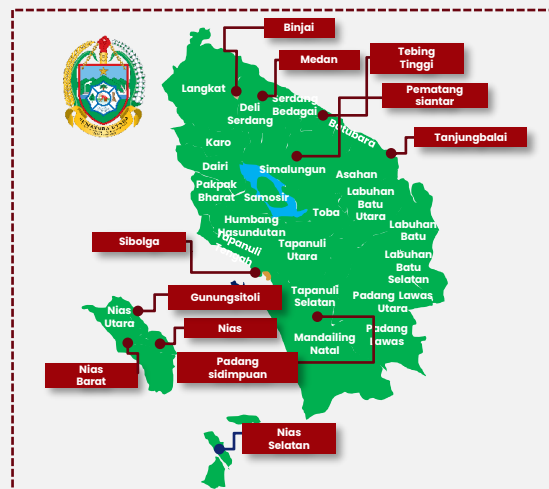 Binjai
Medan
Tebing
Tinggi
Pematang
siantar
Tanjungbalai
Langkat
Deli
Serdang
Serdang
Bedagai
Batubara
Karo
Dairi
Simalungun
Asahan
Pakpak
Bharat
Samosir
Labuhan
Batu
Utara
Toba
Humbang
Hasundutan
Labuhan
Batu
Sibolga
Tapanuli
Tapanuli
Utara
Labuhan
Batu
Selatan
Gunungsitoli
Tapanuli
Selatan
Padang Lawas
Utara
Nias
Utara
Nias
Mandailing
Natal
Padang
Lawas
Nias
Barat
Padang
sidimpuan
Nias
Selatan